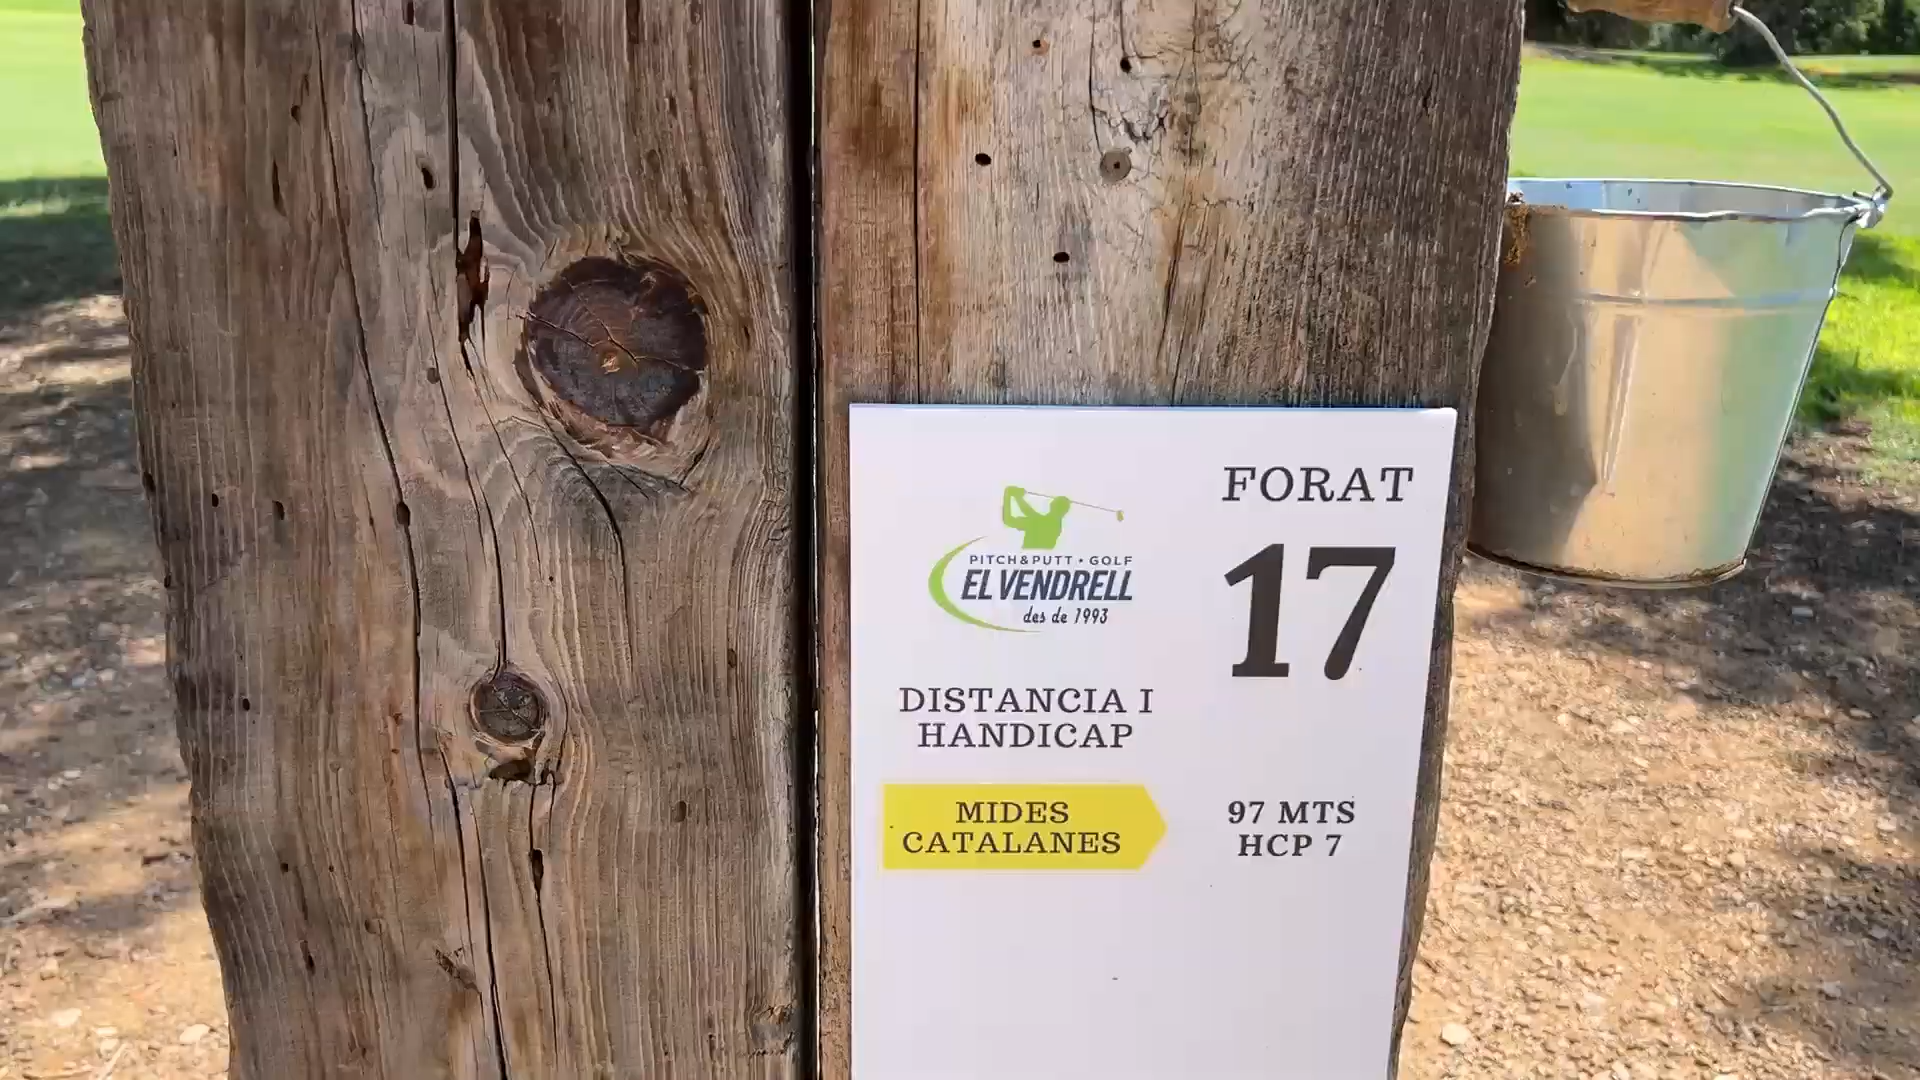 PITCH&PUTT • GOLF
EL VENDRELL
des de 1993
FORAT
17
DISTANCIA I
HANDICAP
MIDES
CATALANES
97 MTS
HCP 7